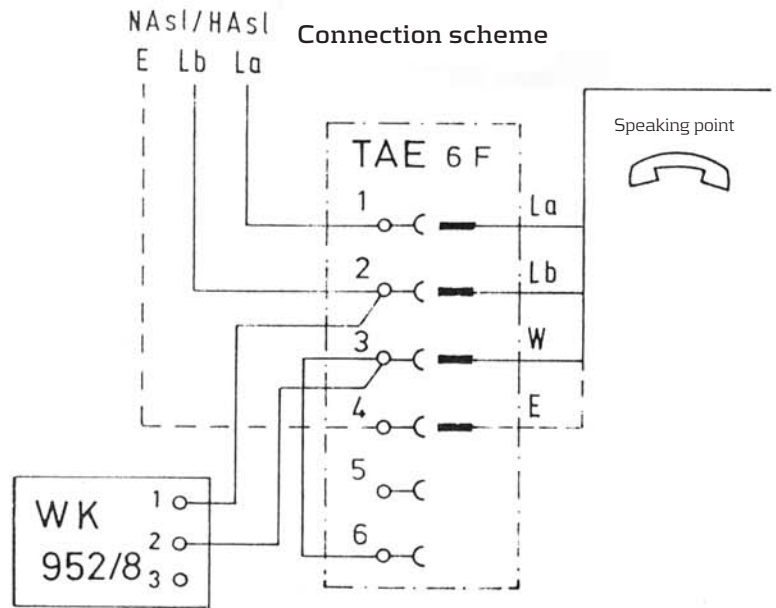 NAsl/HAsl
Connection scheme
E Lb La
Speaking point
TAE 6 F
1
La
2
Lb
3
W
4
E
5
6
WK
952/8
1
2
3